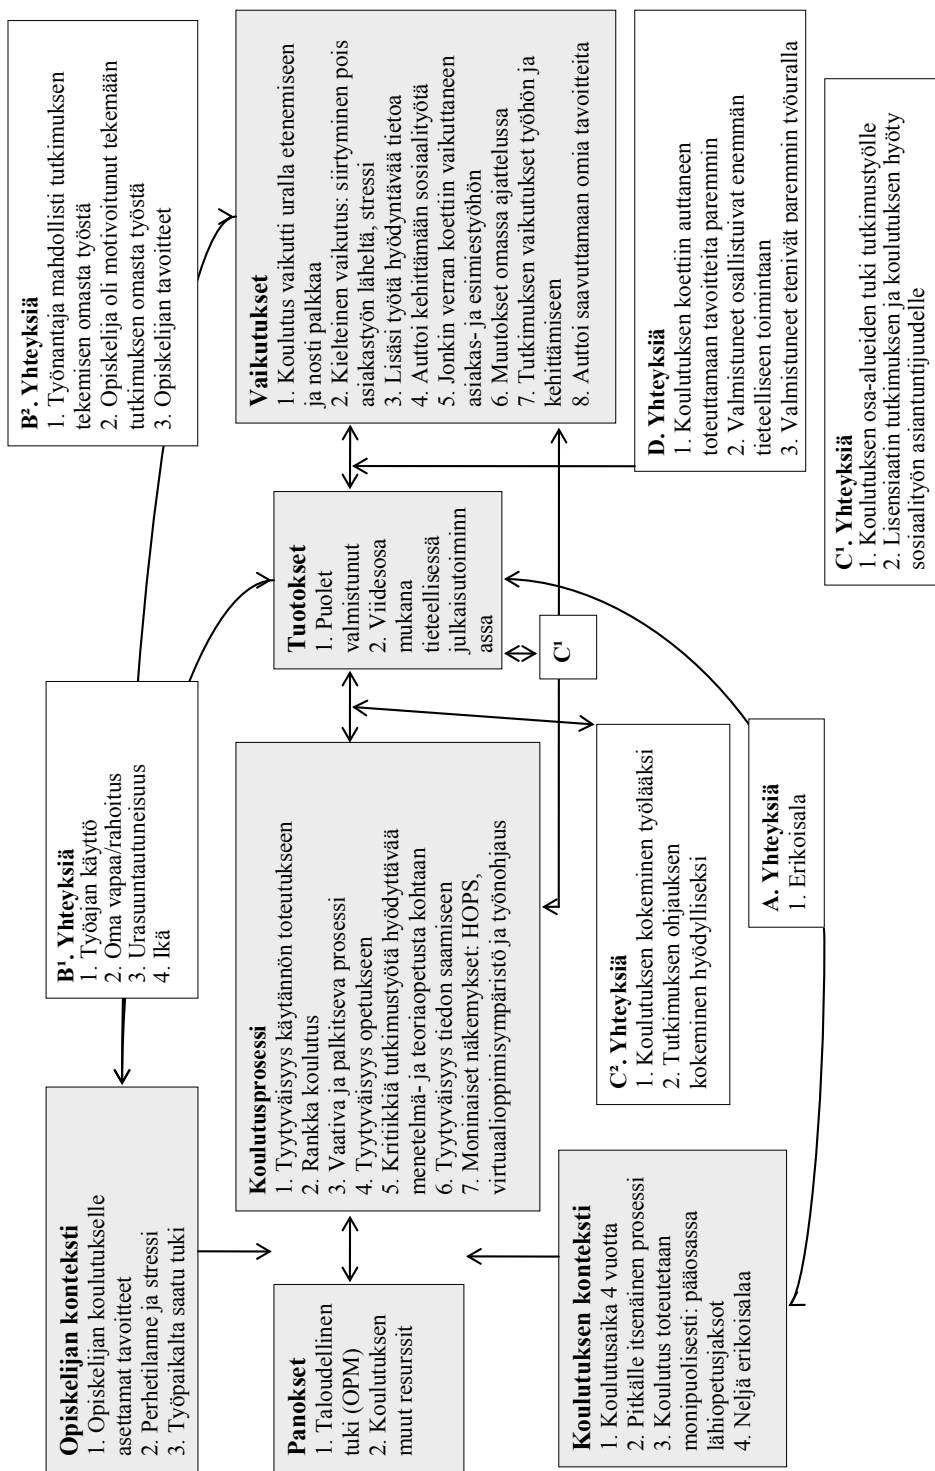 Opiskelijan konteksti
1. Opiskelijan koulutukselle
asettamat tavoitteet
2. Perhetilanne ja stressi
3. Työpaikalta saatu tuki
B¹. Yhteyksiä
1. Työajan käyttö
2. Oma vapaa/rahoitus
3. Urasuuntautuneisuus
4. Ikä
B². Yhteyksiä
1. Työnantaja mahdollisti tutkimuksen
tekemisen omasta työstä
2. Opiskelija oli motivoitunut tekemään
tutkimuksen omasta työstä
3. Opiskelijan tavoitteet
Panokset
1. Taloudellinen
tuki (OPM)
2. Koulutuksen
muut resurssit
Koulutusprosessi
1. Tyytyväisyys käytännön toteutukseen
2. Rankka koulutus
3. Vaativa ja palkitseva prosessi
4. Tyytyväisyys opetukseen
5. Kritiikkiä tutkimustyötä hyödyttävää
menetelmä- ja teoriaopetusta kohtaan
6. Tyytyväisyys tiedon saamiseen
7. Moninaiset näkemykset: HOPS,
virtuaalioppimisympäristö ja työnohjaus
Tuotokset
1. Puolet
valmistunut
2. Viidesosa
mukana
tieteellisessä
julkaisutoiminn
assa
Vaikutukset
1. Koulutus vaikutti uralla etenemiseen
ja nosti palkkaa
2. Kielteinen vaikutus: siirtyminen pois
asiakastyön läheltä, stressi
3. Lisäsi työtä hyödyntävää tietoa
4. Auttoi kehittämään sosiaalityötä
5. Jonkin verran koettiin vaikuttaneen
asiakas- ja esimiestyöhön
6. Muutokset omassa ajattelussa
7. Tutkimuksen vaikutukset työhön ja
kehittämiseen
8. Auttoi saavuttamaan omia tavoitteita
C¹
Koulutuksen konteksti
1. Koulutusaika 4 vuotta
2. Pitkälle itsenäinen prosessi
3. Koulutus toteutetaan
monipuolisesti: pääosassa
lähiopetusjaksot
4. Neljä erikoisalaa
C². Yhteyksiä
1. Koulutuksen kokeminen työlääksi
2. Tutkimuksen ohjauksen
kokeminen hyödylliseksi
A. Yhteyksiä
1. Erikoisala
D. Yhteyksiä
1. Koulutuksen koettiin auttaneen
toteuttamaan tavoitteita paremmin
2. Valmistuneet osallistuivat enemmän
tieteelliseen toimintaan
3. Valmistuneet etenivät paremmin työuralla
C¹. Yhteyksiä
1. Koulutuksen osa-alueiden tuki tutkimustyölle
2. Lisensiaatin tutkimuksen ja koulutuksen hyöty
sosiaalityön asiantuntijuudelle